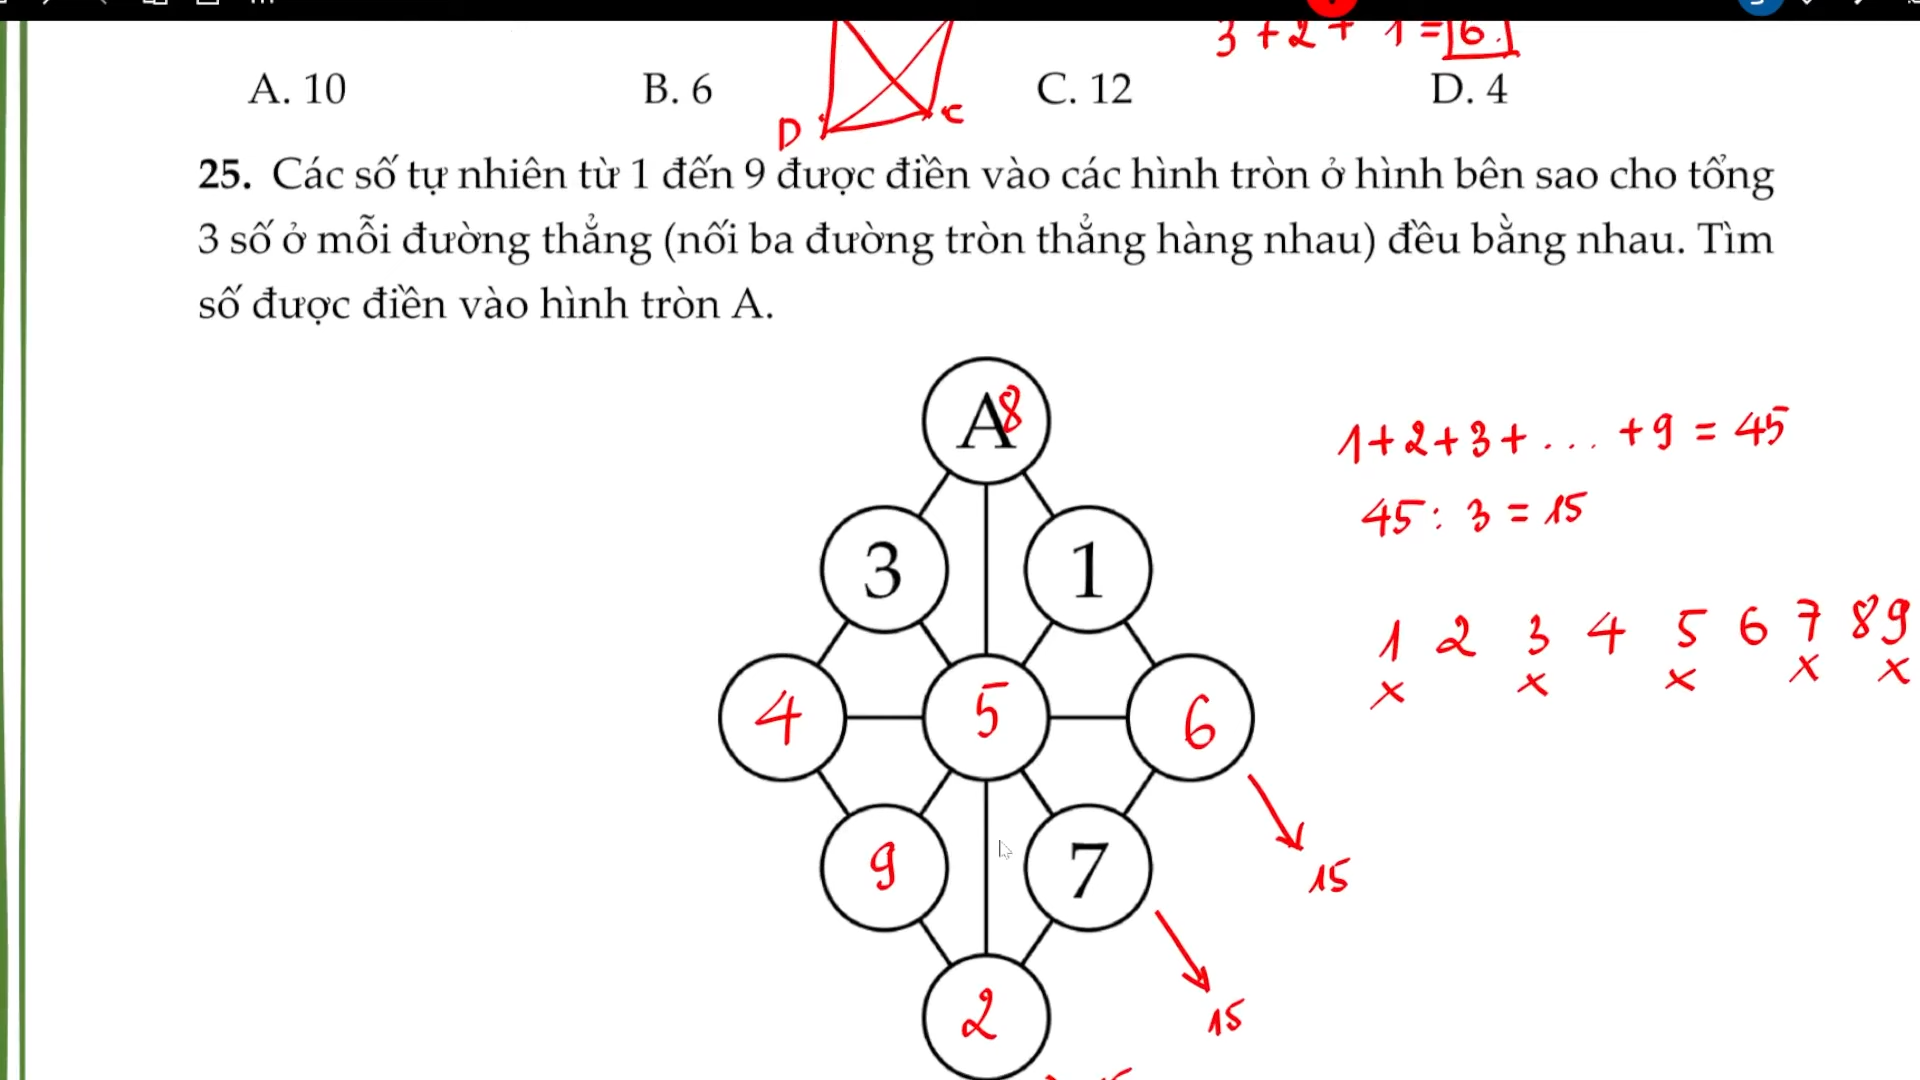 3 + 2 + 1 = 6
A. 10 B. 6 C. 12 D. 4
D C
25. Các số tự nhiên từ 1 đến 9 được điền vào các hình tròn ở hình bên sao cho tổng
3 số ở mỗi đường thẳng (nối ba đường tròn thẳng hàng nhau) đều bằng nhau. Tìm
số được điền vào hình tròn A.
A 8
1+2+3+ ... +9 = 45
45 : 3 = 15
3 1
1 2 3 4 5 6 7 8 9
x x x x x
4 5 6
9 7
15
2
15